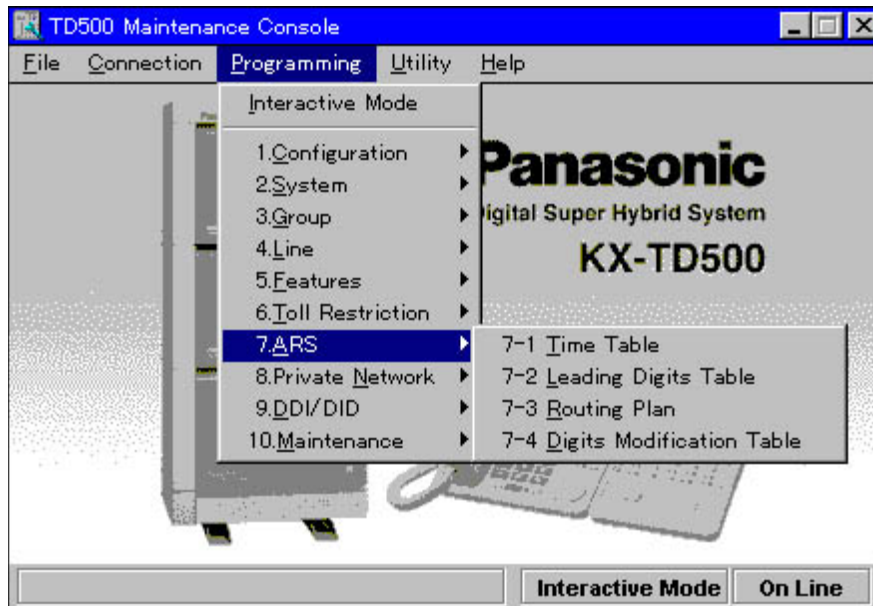 TD500 Maintenance Console
File Connection Programming Utility Help
Interactive Mode
1.Configuration
2.System
3.Group
4.Line
5.Features
6.Toll Restriction
7.ARS
8.Private Network
9.DDI/DID
10.Maintenance
7-1 Time Table
7-2 Leading Digits Table
7-3 Routing Plan
7-4 Digits Modification Table
Panasonic
Digital Super Hybrid System
KX-TD500
Interactive Mode On Line